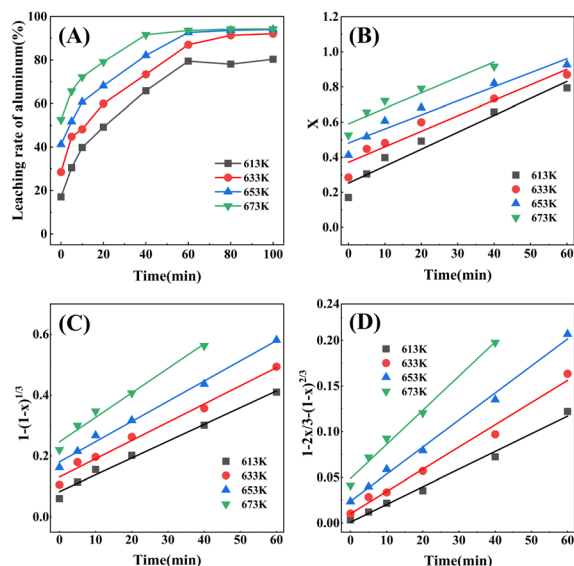 (A)
Leaching rate of aluminum(%)
100
80
60
40
20
0
613K
633K
653K
673K
0 20 40 60 80 100
Time(min)
(B)
X
1.2
1.0
0.8
0.6
0.4
0.2
0.0
613K
633K
653K
673K
0 20 40 60
Time(min)
(C)
1-(1-x)^1/3
0.6
0.4
0.2
0.0
613K
633K
653K
673K
0 10 20 30 40 50 60
Time(min)
(D)
1-2x/3-(1-x)^2/3
0.24
0.20
0.15
0.10
0.05
0.00
613K
633K
653K
673K
0 10 20 30 40 50 60
Time(min)